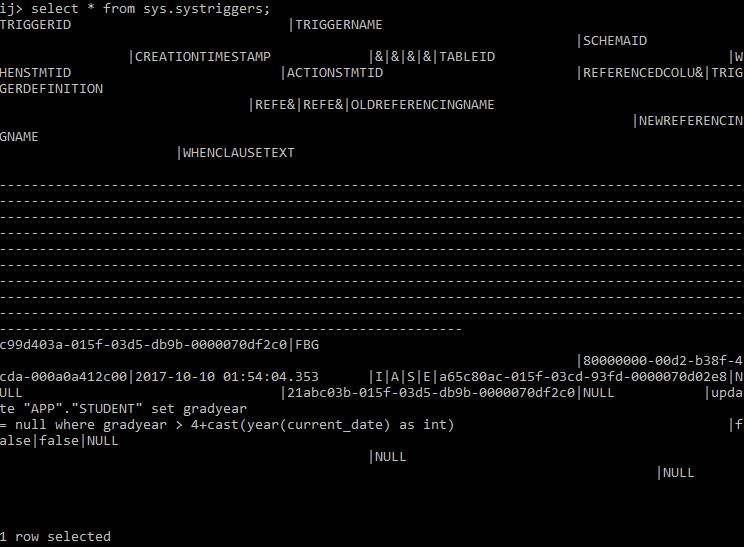 ij> select * from sys.systriggers;
TRIGGERID                           |TRIGGERNAME
                                                                        |SCHEMAID
                |CREATIONTIMESTAMP            |&|&|&|&|TABLEID                             |W
HENSTMTID                          |ACTIONSTMTID                        |REFERENCEDCOLU&|TRIG
GERDEFINITION
                               |REFE&|REFE&|OLDREFERENCINGNAME
                                                                               |NEWREFERENCIN
GNAME
                      |WHENCLAUSETEXT
---------------------------------------------------------------------------------------------
---------------------------------------------------------------------------------------------
---------------------------------------------------------------------------------------------
---------------------------------------------------------------------------------------------
---------------------------------------------------------------------------------------------
---------------------------------------------------------------------------------------------
---------------------------------------------------------------------------------------------
---------------------------------------------------------------------------------------------
---------------------------------------------------------------------------------------------
----------------------------------------------------------
c99d403a-015f-03d5-db9b-0000070df2c0|FBG
                                                                        |80000000-00d2-b38f-4
cda-000a0a412c00|2017-10-10 01:54:04.353      |I|A|S|E|a65c80ac-015f-03cd-93fd-0000070d02e8|N
ULL                                |21abc03b-015f-03d5-db9b-0000070df2c0|NULL           |upda
te "APP"."STUDENT" set gradyear
= null where gradyear > 4+cast(year(current_date) as int)                                  |f
alse|false|NULL
                                              |NULL
                                                                                  |NULL
1 row selected